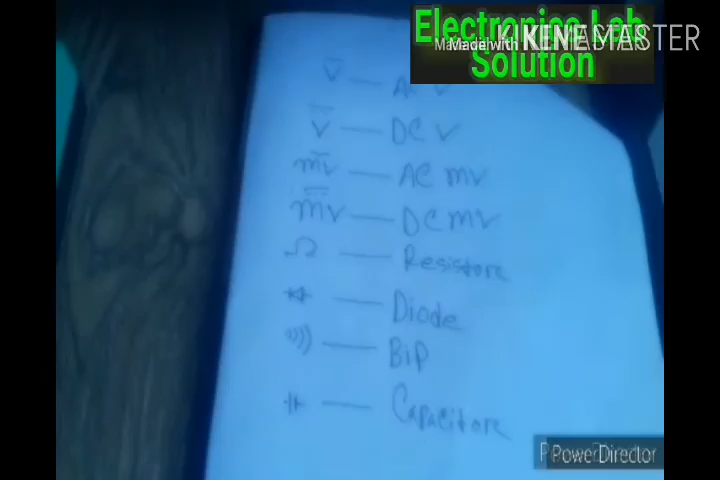 Electronics Lab
Solution
Made with KINEMASTER
V — AC V
V — DC V
mV — AC mV
mV — DC mV
Ω — Resistore
Diode
))) — BiP
Capacitore
PowerDirector